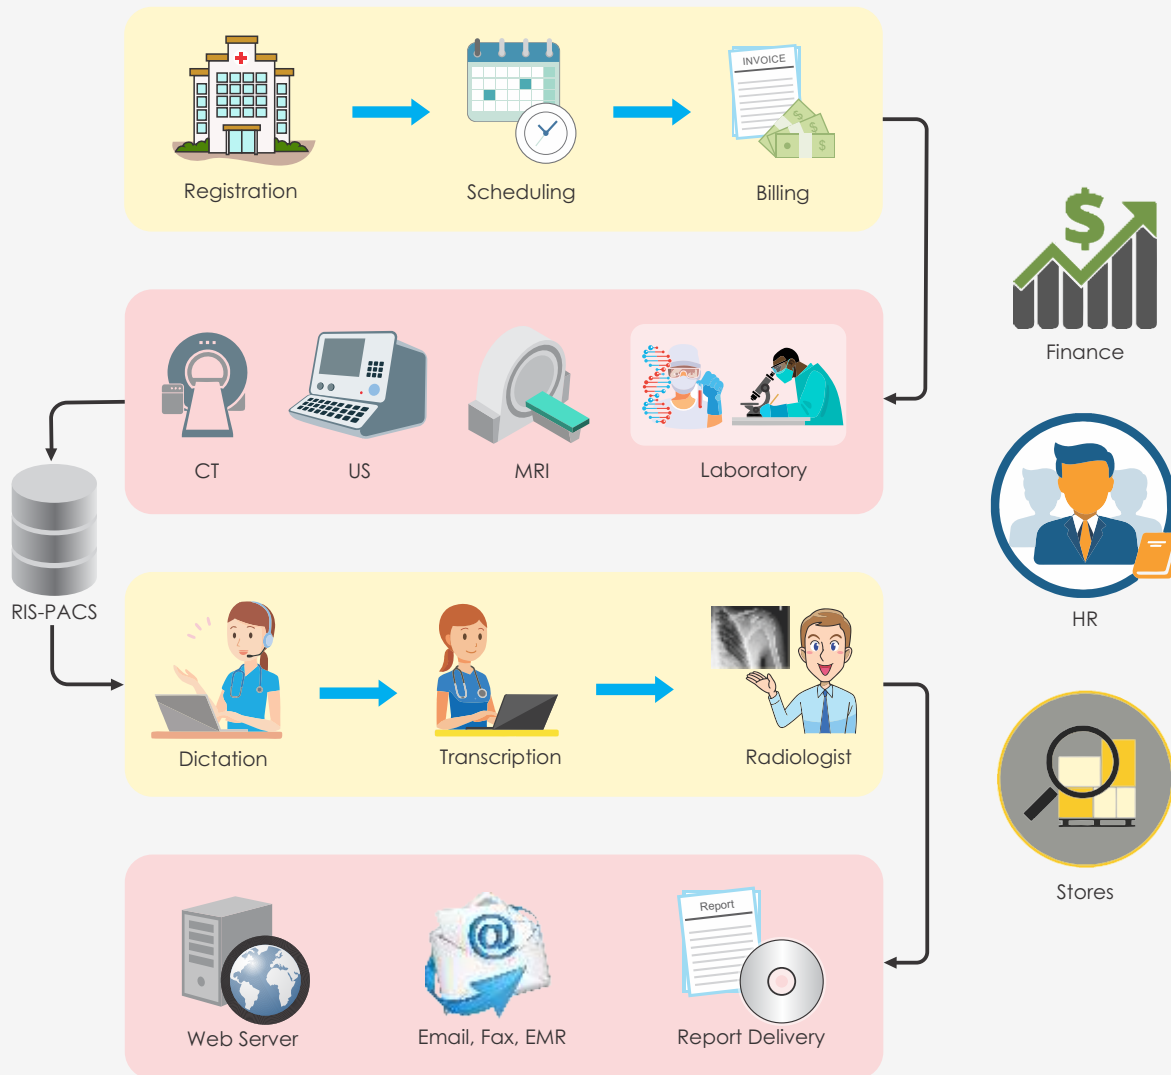 INVOICE
Registration
Scheduling
Billing
Finance
CT
US
MRI
Laboratory
RIS-PACS
HR
Dictation
Transcription
Radiologist
Stores
Report
Web Server
Email, Fax, EMR
Report Delivery